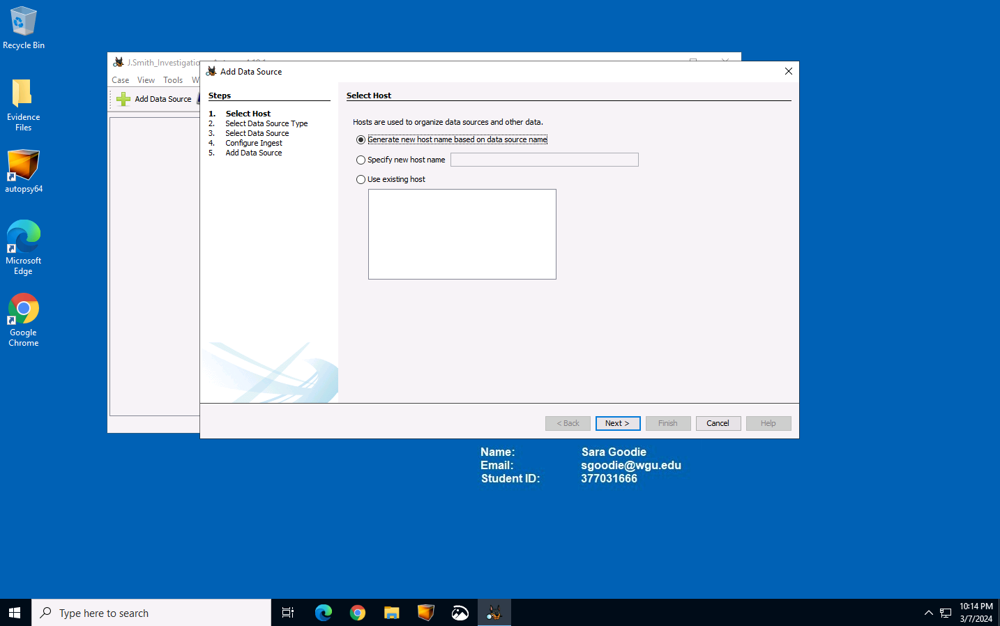 Recycle Bin
Evidence
Files
autopsy64
Microsoft
Edge
Google
Chrome
J.Smith_Investigatio
Case View Tools W
Add Data Source
Add Data Source
Steps
1. Select Host
2. Select Data Source Type
3. Select Data Source
4. Configure Ingest
5. Add Data Source
Select Host
Hosts are used to organize data sources and other data.
Generate new host name based on data source name
Specify new host name
Use existing host
< Back Next > Finish Cancel Help
Name: Sara Goodie
Email: sgoodie@wgu.edu
Student ID: 377031666
Type here to search
10:14 PM
3/7/2024